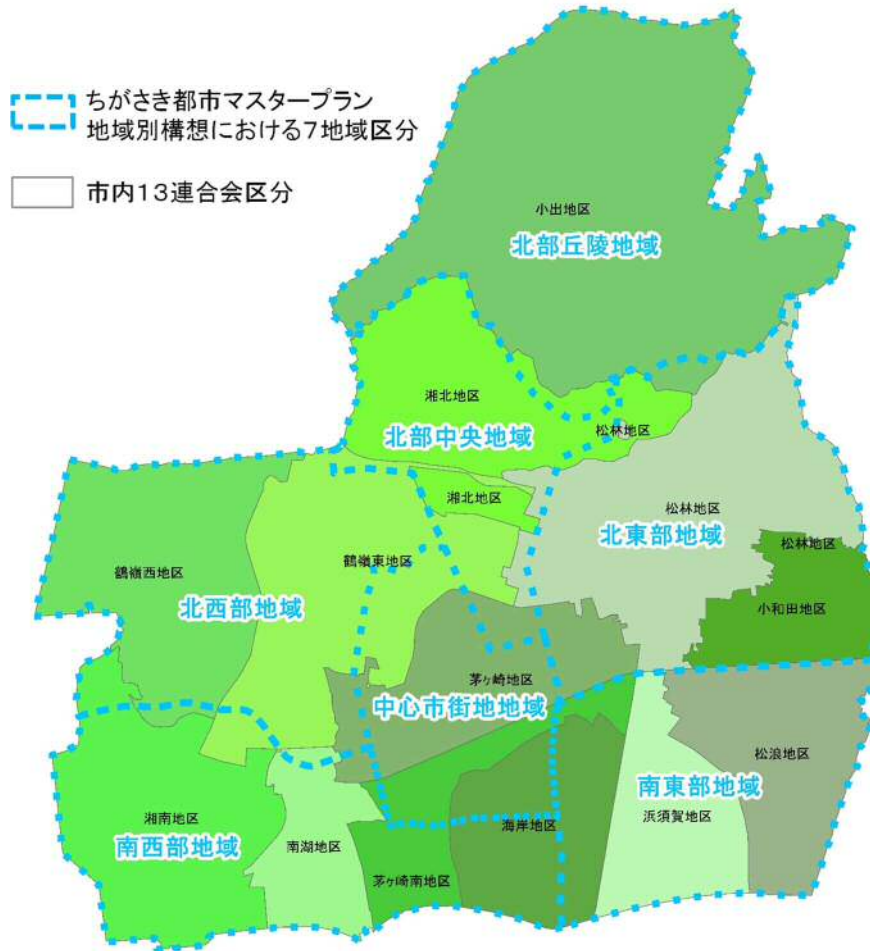 ちがさき都市マスタープラン
地域別構想における7地域区分
市内13連合会区分
小出地区
北部丘陵地域
湘北地区
北部中央地域
松林地区
湘北地区
松林地区
北東部地域
松林地区
鶴嶺東地区
鶴嶺西地区
北西部地域
小和田地区
茅ヶ崎地区
中心市街地地域
松浪地区
南東部地域
浜須賀地区
湘南地区
南西部地域
南湖地区
海岸地区
茅ヶ崎南地区